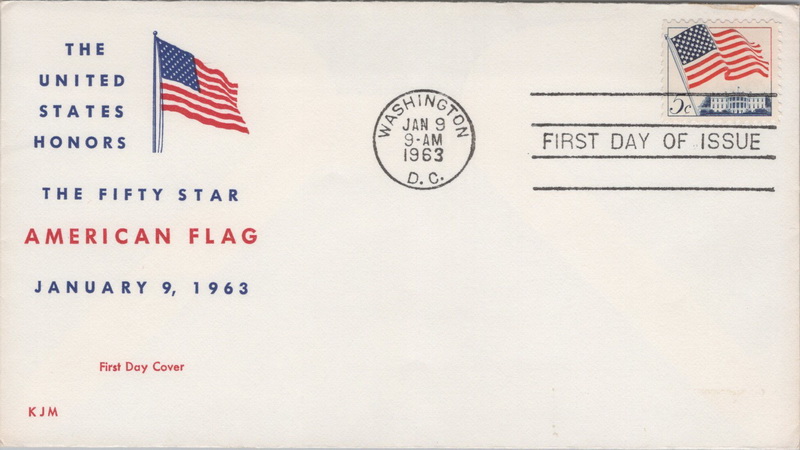 THE
UNITED
STATES
HONORS
THE FIFTY STAR
AMERICAN FLAG
JANUARY 9, 1963
First Day Cover
KJM
WASHINGTON
JAN 9
9-AM
1963
D. C.
5c
FIRST DAY OF ISSUE